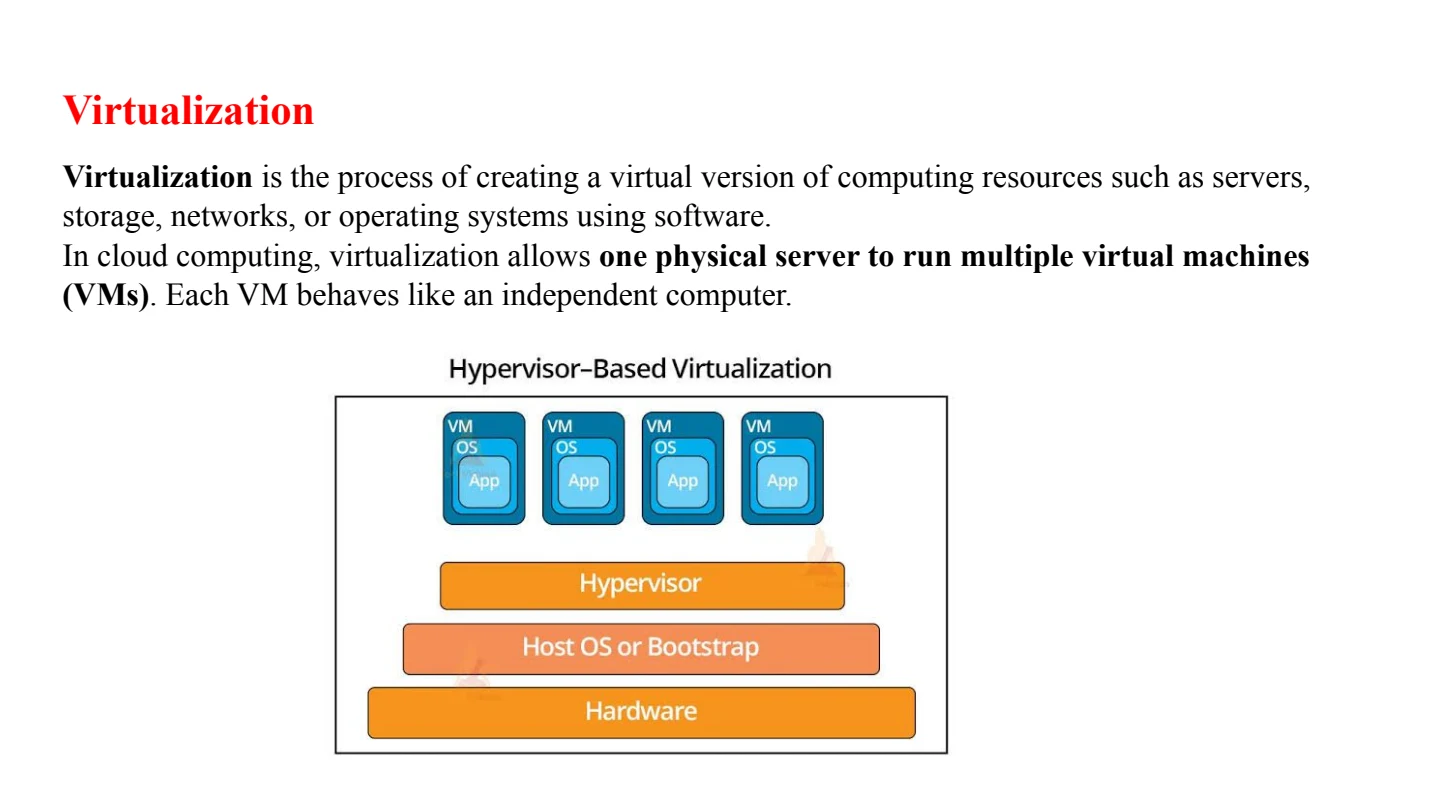 Virtualization
Virtualization is the process of creating a virtual version of computing resources such as servers,
storage, networks, or operating systems using software.
In cloud computing, virtualization allows one physical server to run multiple virtual machines
(VMs). Each VM behaves like an independent computer.
Hypervisor–Based Virtualization
VM VM VM VM
OS OS OS OS
App App App App
Hypervisor
Host OS or Bootstrap
Hardware